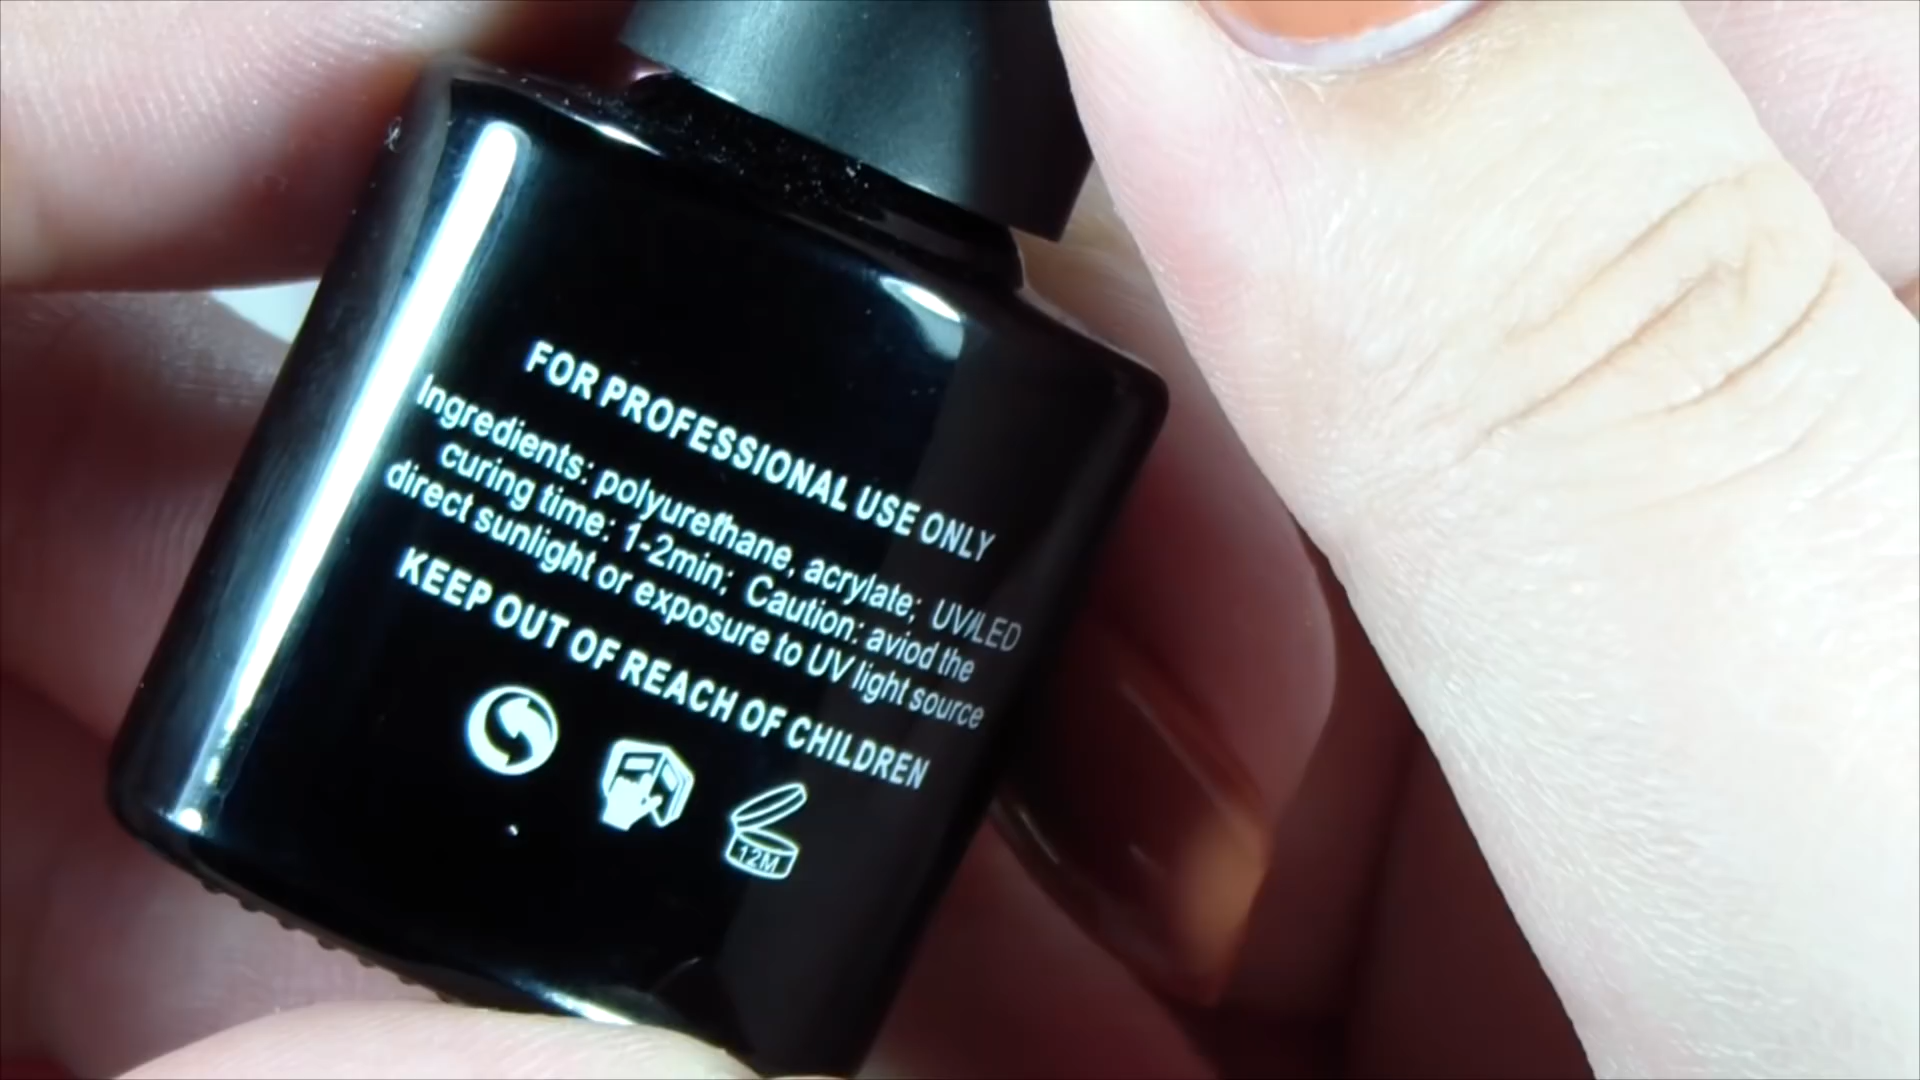 FOR PROFESSIONAL USE ONLY
Ingredients: polyurethane, acrylate; UV/LED
curing time: 1-2min; Caution: aviod the
direct sunlight or exposure to UV light source
KEEP OUT OF REACH OF CHILDREN
12M